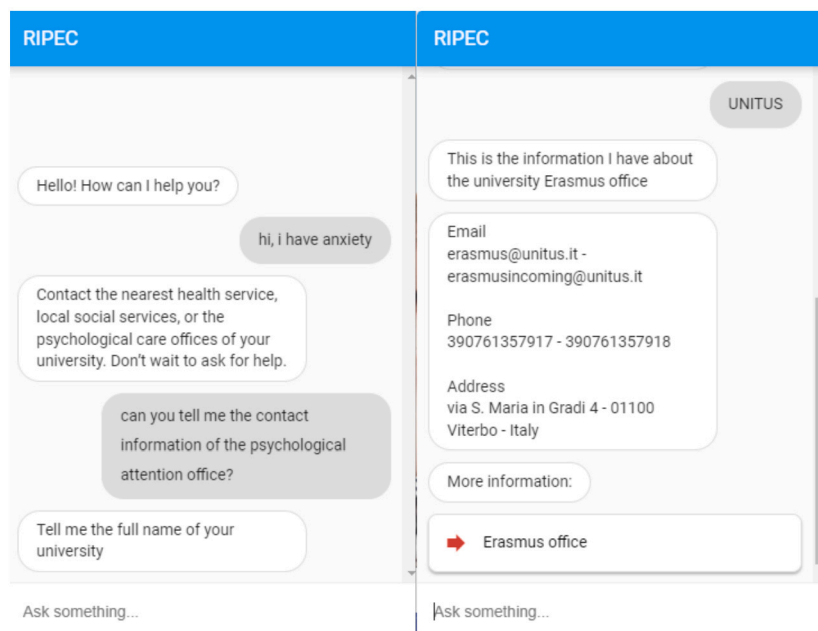 RIPEC
Hello! How can I help you?
hi, i have anxiety
Contact the nearest health service,
local social services, or the
psychological care offices of your
university. Don't wait to ask for help.
can you tell me the contact
information of the psychological
attention office?
Tell me the full name of your
university
Ask something...
RIPEC
UNITUS
This is the information I have about
the university Erasmus office
Email
erasmus@unitus.it -
erasmusincoming@unitus.it
Phone
390761357917 - 390761357918
Address
via S. Maria in Gradi 4 - 01100
Viterbo - Italy
More information:
Erasmus office
Ask something...